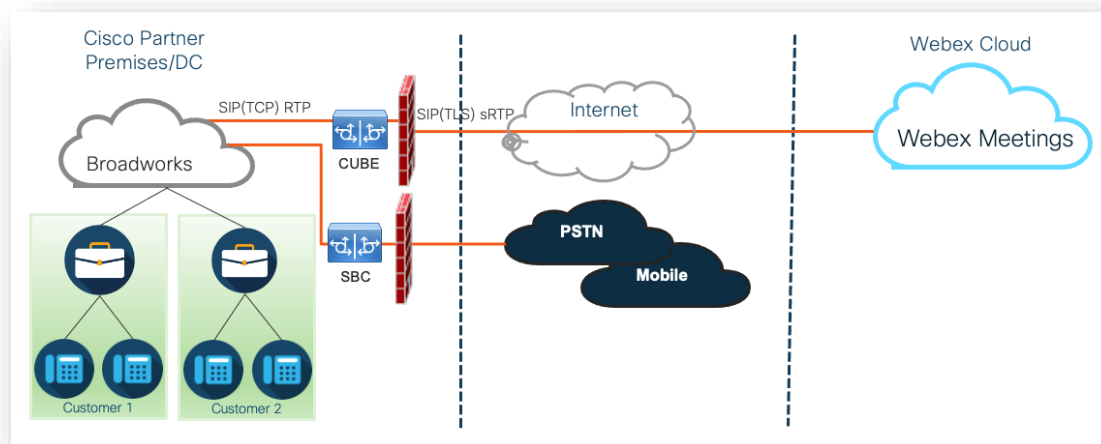 Cisco Partner
Premises/DC
Webex Cloud
SIP(TCP) RTP
SIP(TLS) sRTP
Internet
Webex Meetings
Broadworks
CUBE
PSTN
SBC
Mobile
Customer 1
Customer 2